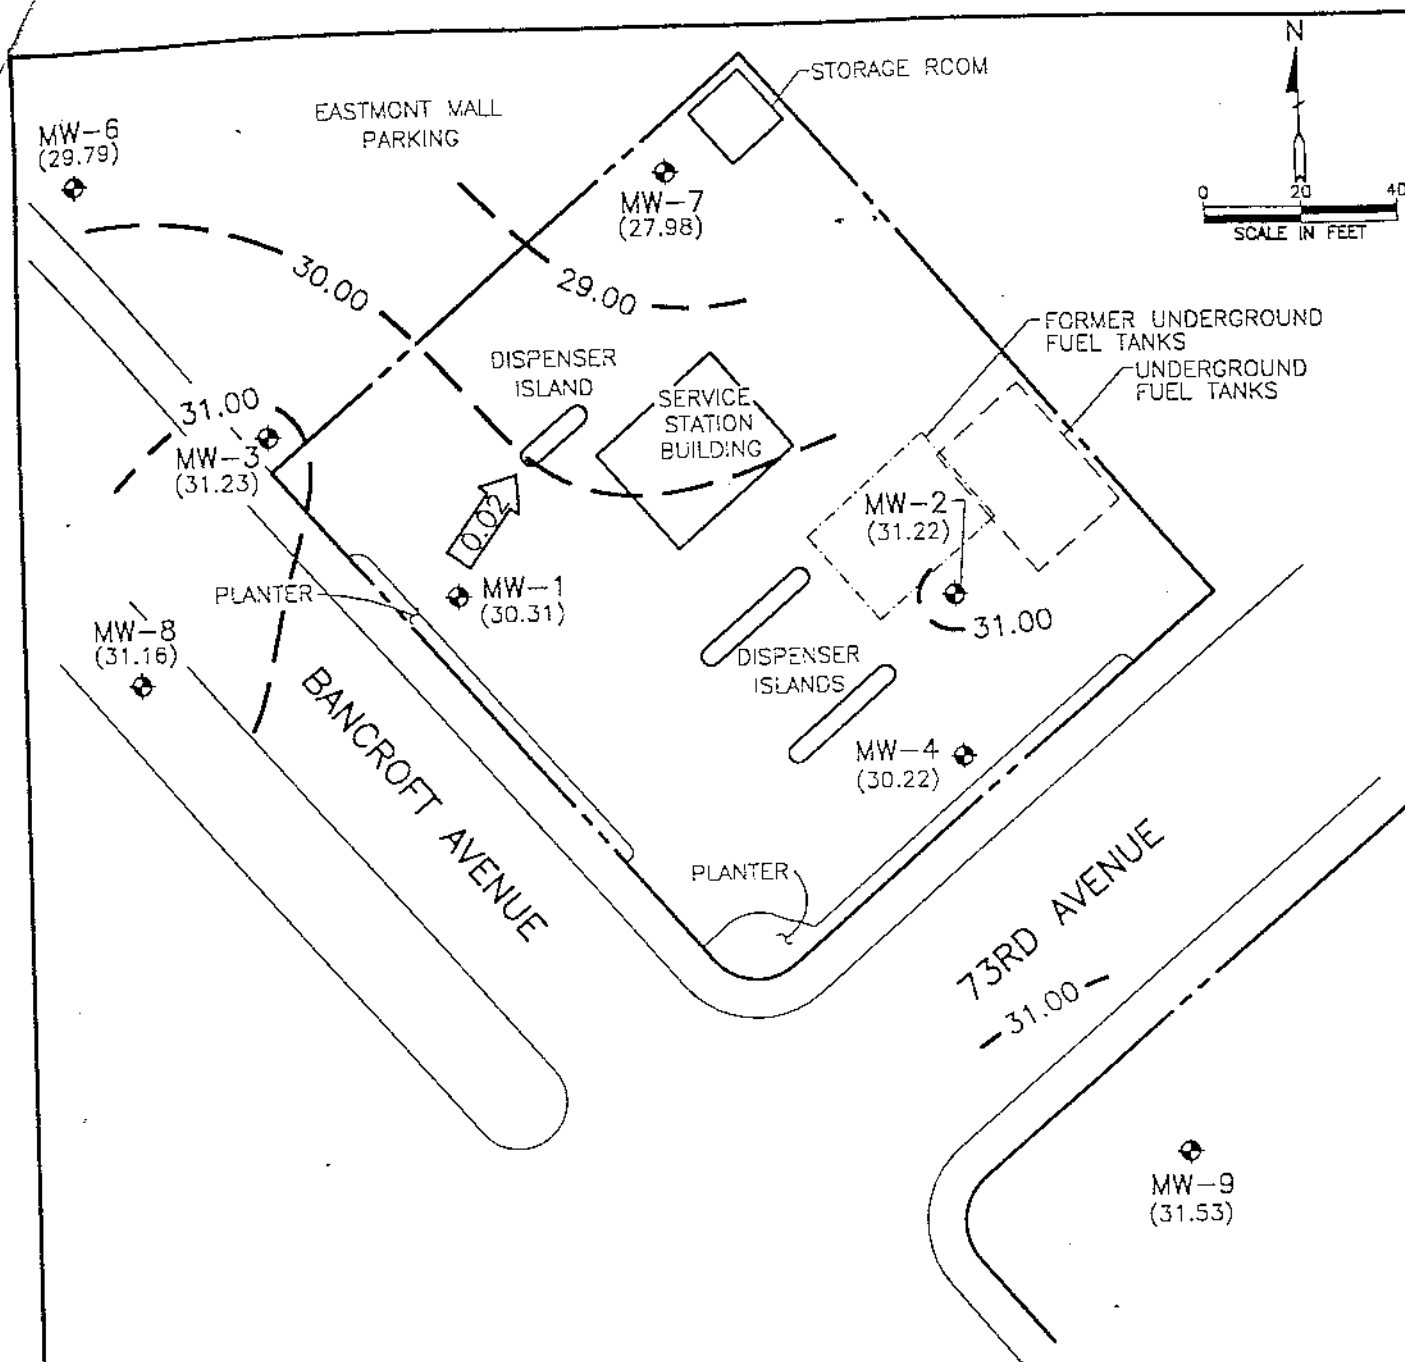 N
STORAGE RCOM
EASTMONT MALL
PARKING
MW-6
(29.79)
MW-7
(27.98)
0 20 40
SCALE IN FEET
30.00
29.00
FORMER UNDERGROUND
FUEL TANKS
UNDERGROUND
FUEL TANKS
DISPENSER
ISLAND
SERVICE
STATION
BUILDING
31.00
MW-3
(31.23)
MW-2
(31.22)
0.02
PLANTER
MW-1
(30.31)
31.00
MW-8
(31.16)
DISPENSER
ISLANDS
BANCROFT AVENUE
MW-4
(30.22)
PLANTER
73RD AVENUE
31.00
MW-9
(31.53)